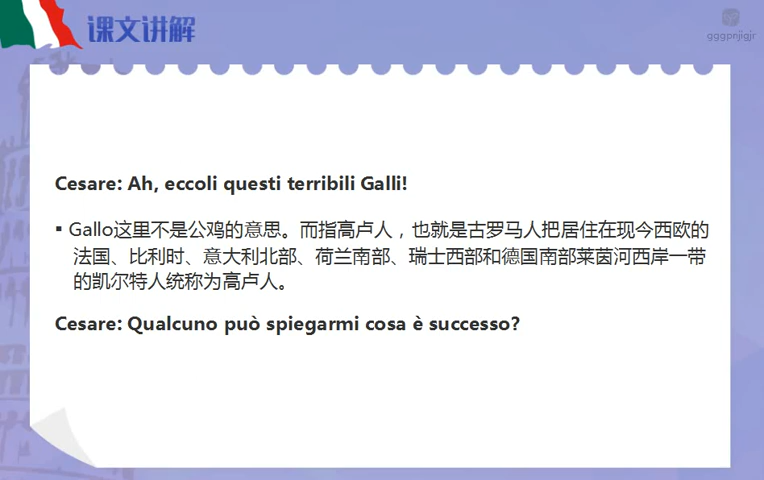 课文讲解
gggpnjigjr
Cesare: Ah, eccoli questi terribili Galli!
▪ Gallo这里不是公鸡的意思。而指高卢人，也就是古罗马人把居住在现今西欧的
法国、比利时、意大利北部、荷兰南部、瑞士西部和德国南部莱茵河西岸一带
的凯尔特人统称为高卢人。
Cesare: Qualcuno può spiegarmi cosa è successo?